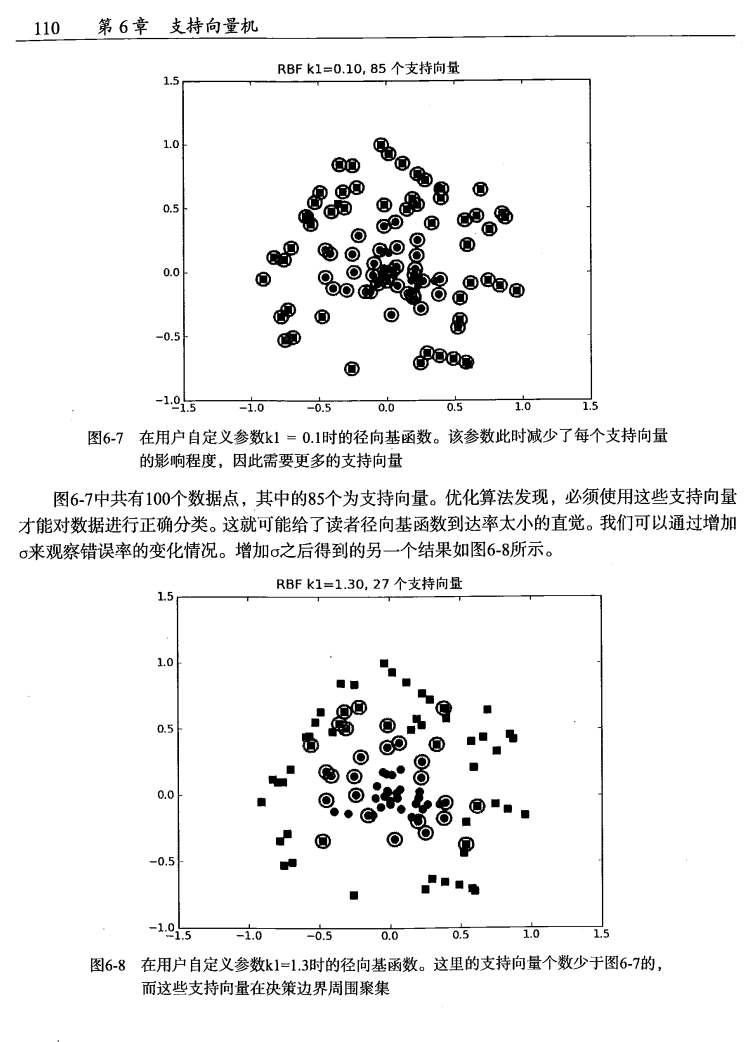 110 第6章 支持向量机
RBF k1=0.10, 85 个支持向量
1.5
1.0
0.5
0.0
−0.5
−1.0
−1.5 −1.0 −0.5 0.0 0.5 1.0 1.5
图6-7 在用户自定义参数k1 = 0.1时的径向基函数。该参数此时减少了每个支持向量
的影响程度，因此需要更多的支持向量
图6-7中共有100个数据点，其中的85个为支持向量。优化算法发现，必须使用这些支持向量
才能对数据进行正确分类。这就可能给了读者径向基函数到达率太小的直觉。我们可以通过增加
σ来观察错误率的变化情况。增加σ之后得到的另一个结果如图6-8所示。
RBF k1=1.30, 27 个支持向量
1.5
1.0
0.5
0.0
−0.5
−1.0
−1.5 −1.0 −0.5 0.0 0.5 1.0 1.5
图6-8 在用户自定义参数k1=1.3时的径向基函数。这里的支持向量个数少于图6-7的，
而这些支持向量在决策边界周围聚集